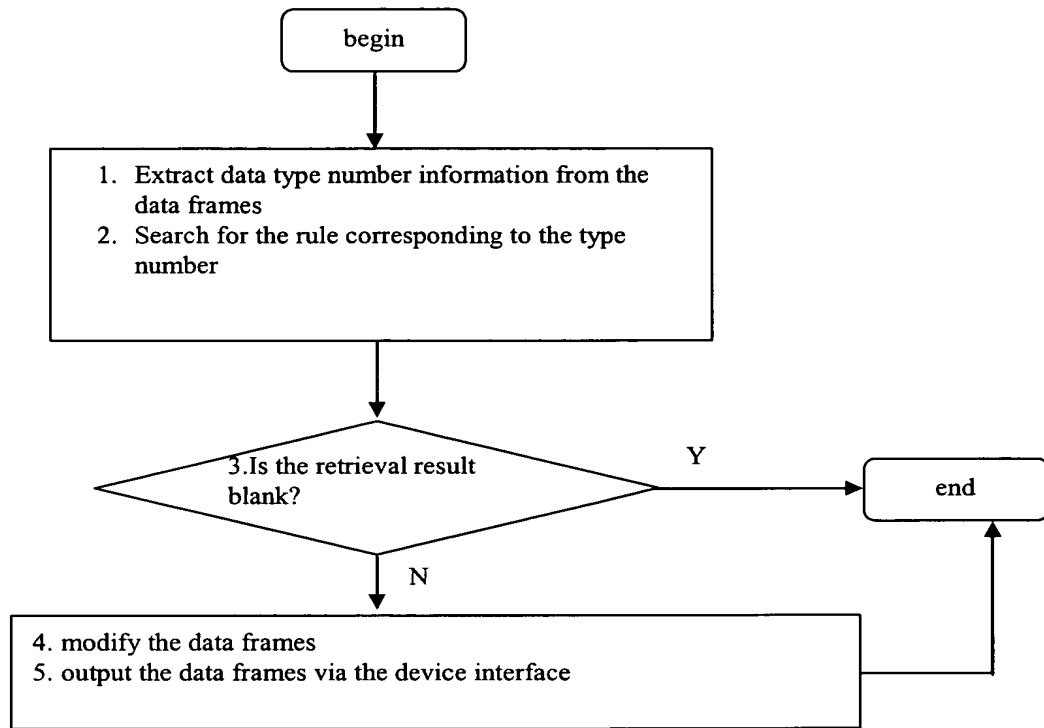 begin
1. Extract data type number information from the
data frames
2. Search for the rule corresponding to the type
number
3.Is the retrieval result
blank?
Y
end
N
4. modify the data frames
5. output the data frames via the device interface